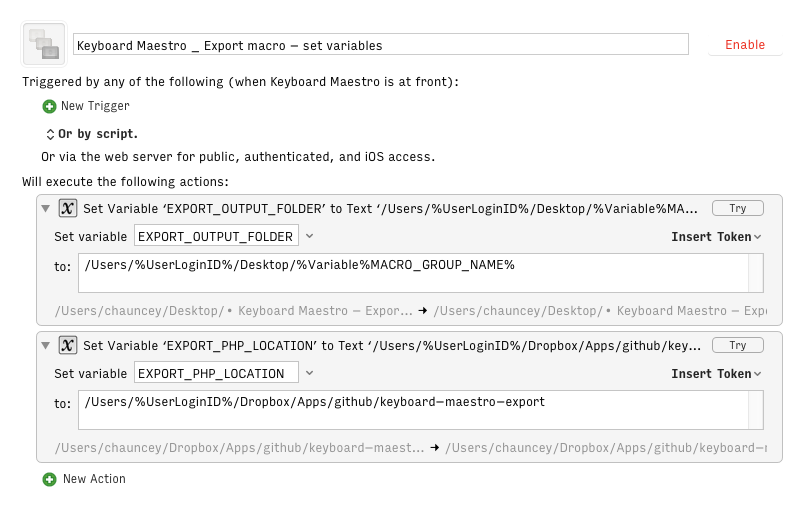 Keyboard Maestro _ Export macro – set variables
Enable
Triggered by any of the following (when Keyboard Maestro is at front):
New Trigger
Or by script.
Or via the web server for public, authenticated, and iOS access.
Will execute the following actions:
Set Variable ‘EXPORT_OUTPUT_FOLDER’ to Text ‘/Users/%UserLoginID%/Desktop/%Variable%MA...
Try
Set variable EXPORT_OUTPUT_FOLDER
Insert Token
to: /Users/%UserLoginID%/Desktop/%Variable%MACRO_GROUP_NAME%
/Users/chauncey/Desktop/• Keyboard Maestro – Expor... → /Users/chauncey/Desktop/• Keyboard Maestro – Exp
Set Variable ‘EXPORT_PHP_LOCATION’ to Text ‘/Users/%UserLoginID%/Dropbox/Apps/github/key...
Try
Set variable EXPORT_PHP_LOCATION
Insert Token
to: /Users/%UserLoginID%/Dropbox/Apps/github/keyboard–maestro–export
/Users/chauncey/Dropbox/Apps/github/keyboard–maest... → /Users/chauncey/Dropbox/Apps/github/keyboard–
New Action